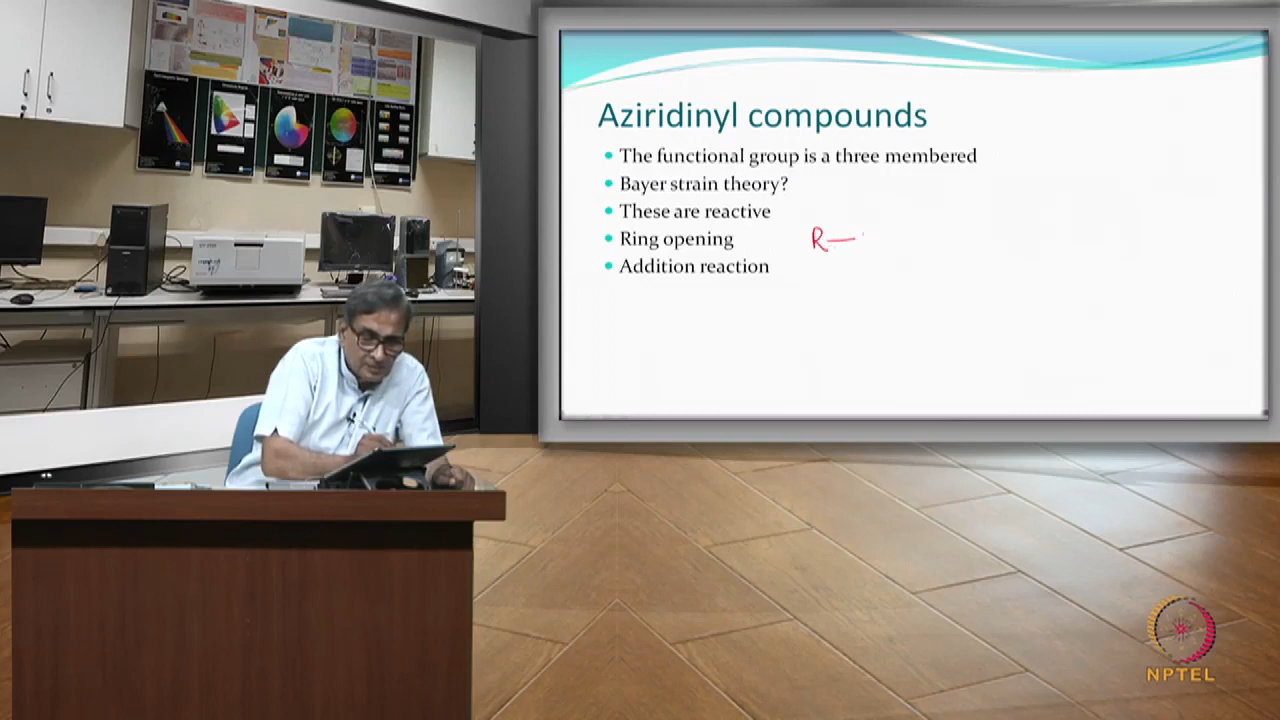 Aziridinyl compounds
The functional group is a three membered
Bayer strain theory?
These are reactive
Ring opening
R—
Addition reaction
NPTEL